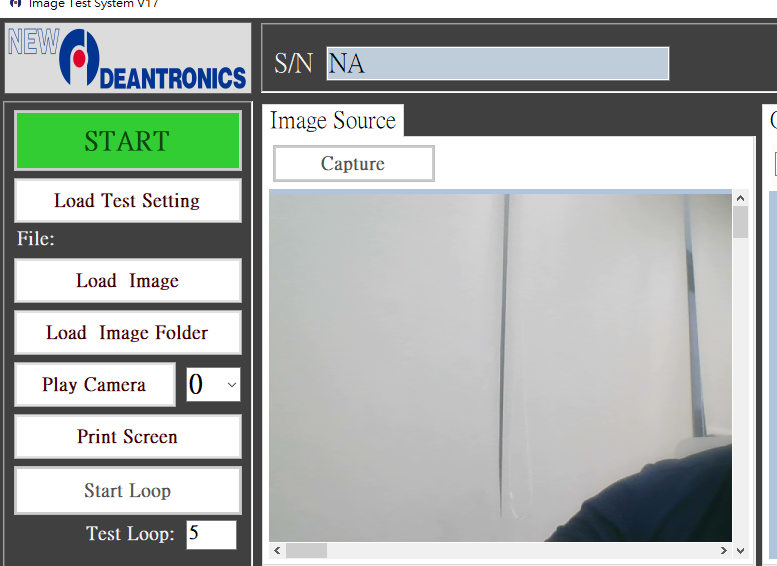 Image Test System V17
NEW
DEANTRONICS
S/N NA
START
Load Test Setting
File:
Load Image
Load Image Folder
Play Camera 0
Print Screen
Start Loop
Test Loop: 5
Image Source
Capture